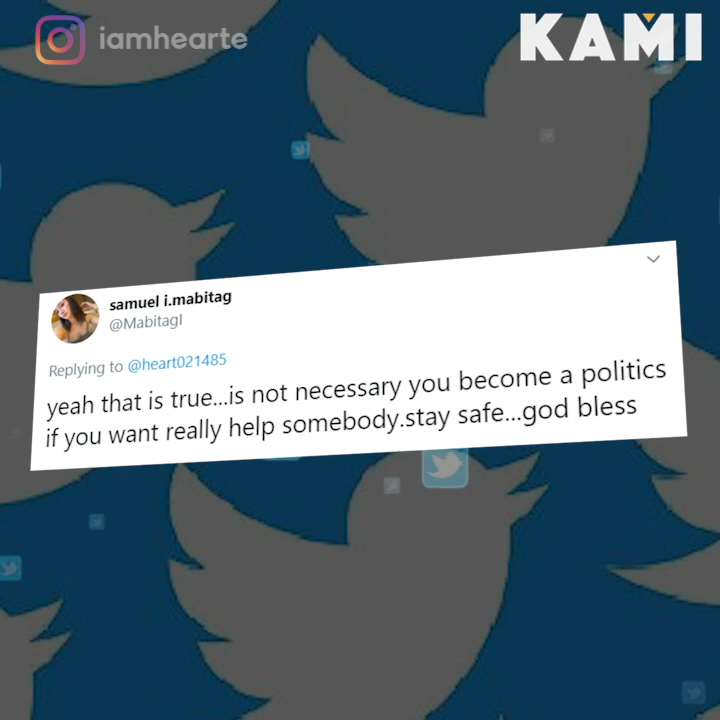 iamhearte
KAMI
samuel i.mabitag
@MabitagI
Replying to @heart021485
yeah that is true...is not necessary you become a politics
if you want really help somebody.stay safe...god bless